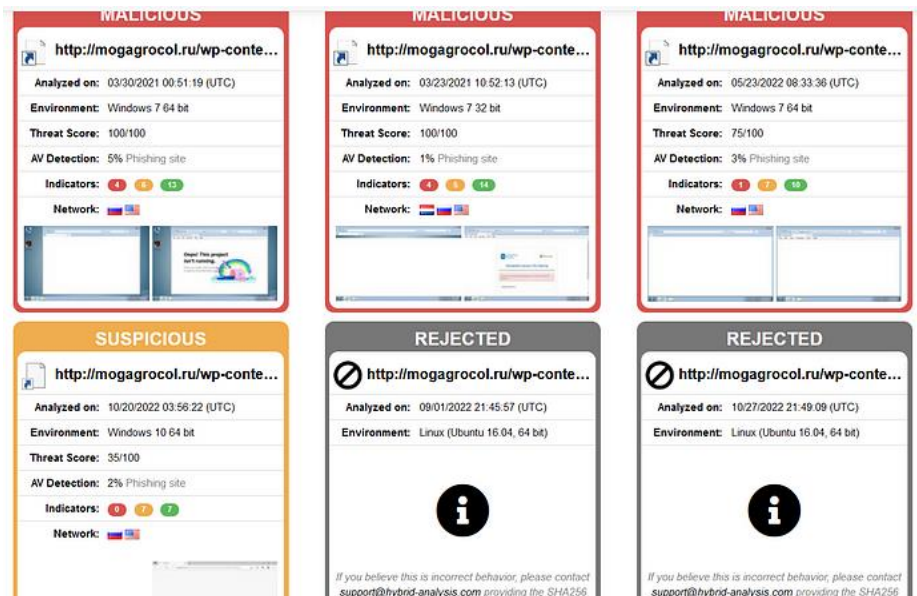 MALICIOUS
http://mogagrocol.ru/wp-conte...
Analyzed on: 03/30/2021 00:51:19 (UTC)
Environment: Windows 7 64 bit
Threat Score: 100/100
AV Detection: 5% Phishing site
Indicators: 4 6 13
Network:
Oops! This project
isn't running.
MALICIOUS
http://mogagrocol.ru/wp-conte...
Analyzed on: 03/23/2021 10:52:13 (UTC)
Environment: Windows 7 32 bit
Threat Score: 100/100
AV Detection: 1% Phishing site
Indicators: 4 5 14
Network:
MALICIOUS
http://mogagrocol.ru/wp-conte...
Analyzed on: 05/23/2022 08:33:36 (UTC)
Environment: Windows 7 64 bit
Threat Score: 75/100
AV Detection: 3% Phishing site
Indicators: 1 7 10
Network:
SUSPICIOUS
http://mogagrocol.ru/wp-conte...
Analyzed on: 10/20/2022 03:56:22 (UTC)
Environment: Windows 10 64 bit
Threat Score: 35/100
AV Detection: 2% Phishing site
Indicators: 0 7 7
Network:
REJECTED
http://mogagrocol.ru/wp-conte...
Analyzed on: 09/01/2022 21:45:57 (UTC)
Environment: Linux (Ubuntu 16.04, 64 bit)
If you believe this is incorrect behavior, please contact
support@hybrid-analysis.com providing the SHA256
REJECTED
http://mogagrocol.ru/wp-conte...
Analyzed on: 10/27/2022 21:49:09 (UTC)
Environment: Linux (Ubuntu 16.04, 64 bit)
If you believe this is incorrect behavior, please contact
support@hybrid-analysis.com providing the SHA256